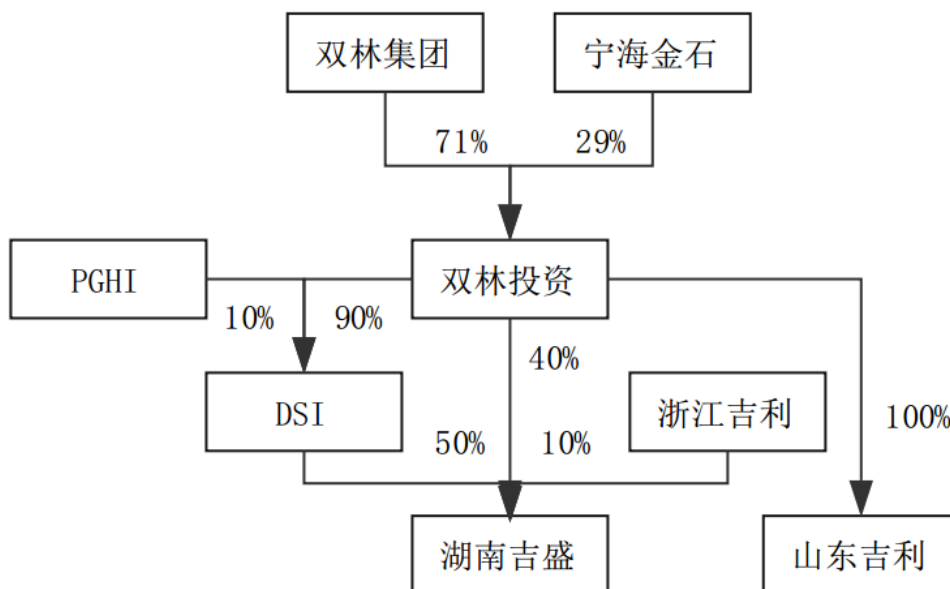 双林集团
宁海金石
71%
29%
PGHI
双林投资
10%
90%
40%
DSI
浙江吉利
100%
50%
10%
湖南吉盛
山东吉利